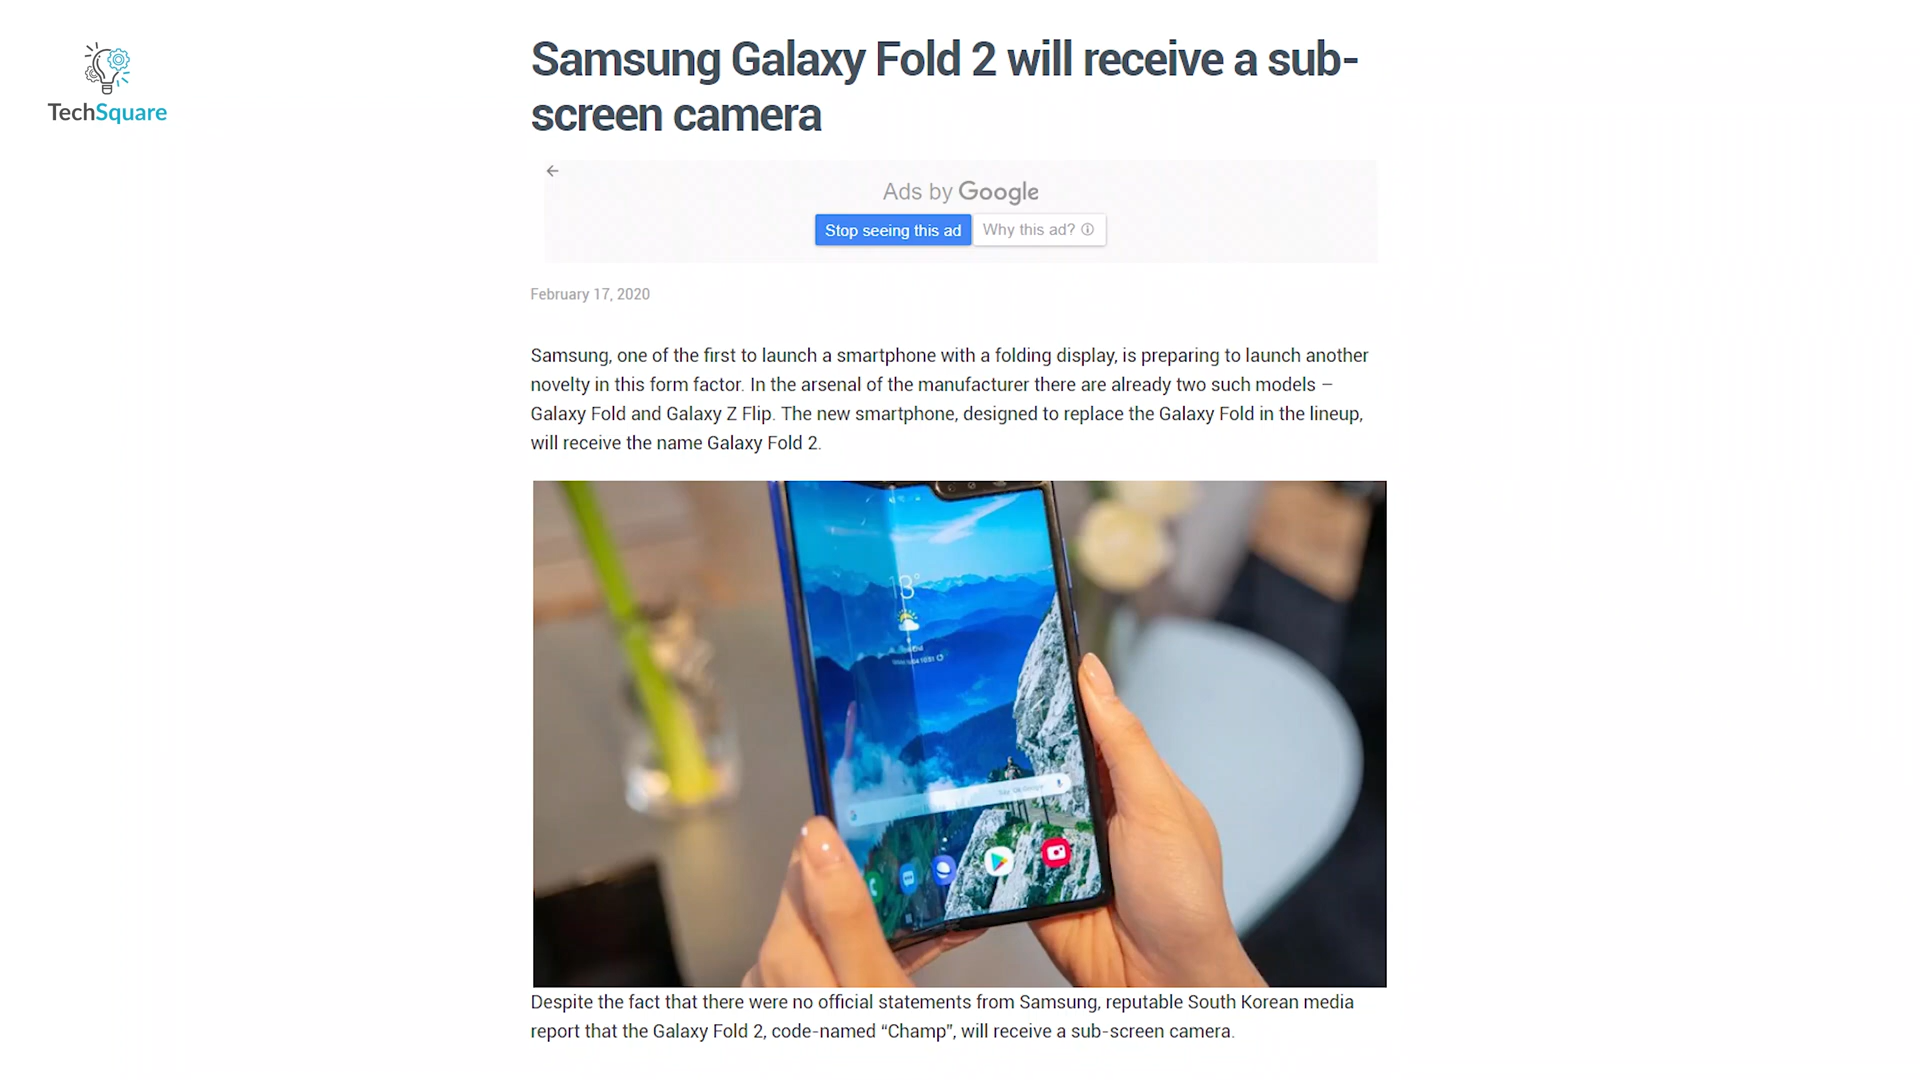 TechSquare
Samsung Galaxy Fold 2 will receive a sub-
screen camera
Ads by Google
Stop seeing this ad
Why this ad?
February 17, 2020
Samsung, one of the first to launch a smartphone with a folding display, is preparing to launch another
novelty in this form factor. In the arsenal of the manufacturer there are already two such models –
Galaxy Fold and Galaxy Z Flip. The new smartphone, designed to replace the Galaxy Fold in the lineup,
will receive the name Galaxy Fold 2.
13°
Despite the fact that there were no official statements from Samsung, reputable South Korean media
report that the Galaxy Fold 2, code-named “Champ”, will receive a sub-screen camera.